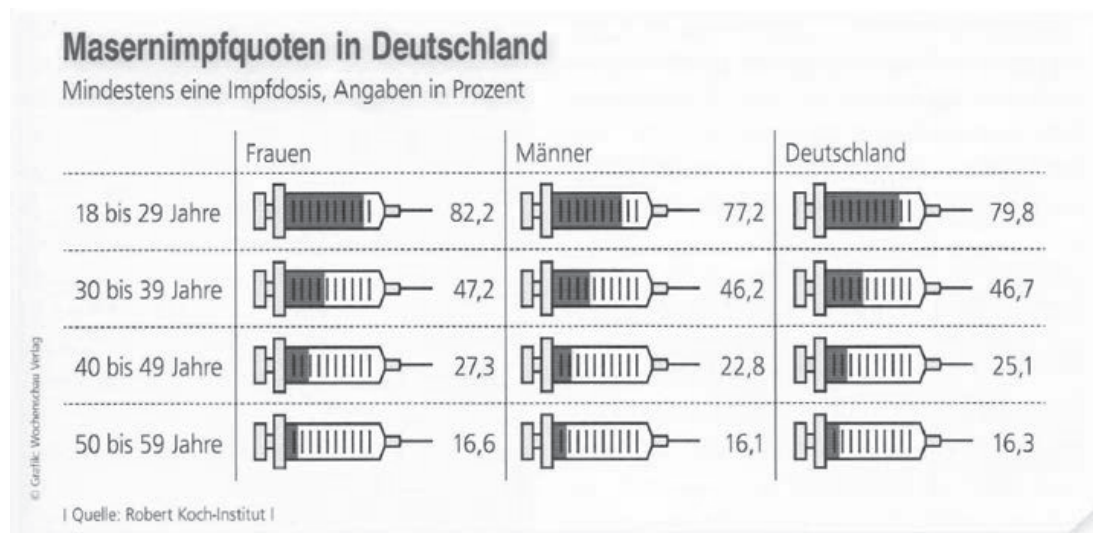 Masernimpfquoten in Deutschland
Mindestens eine Impfdosis, Angaben in Prozent
Frauen Männer Deutschland
18 bis 29 Jahre 82,2 77,2 79,8
30 bis 39 Jahre 47,2 46,2 46,7
40 bis 49 Jahre 27,3 22,8 25,1
50 bis 59 Jahre 16,6 16,1 16,3
© Grafik: Wochenschau Verlag
| Quelle: Robert Koch-Institut |